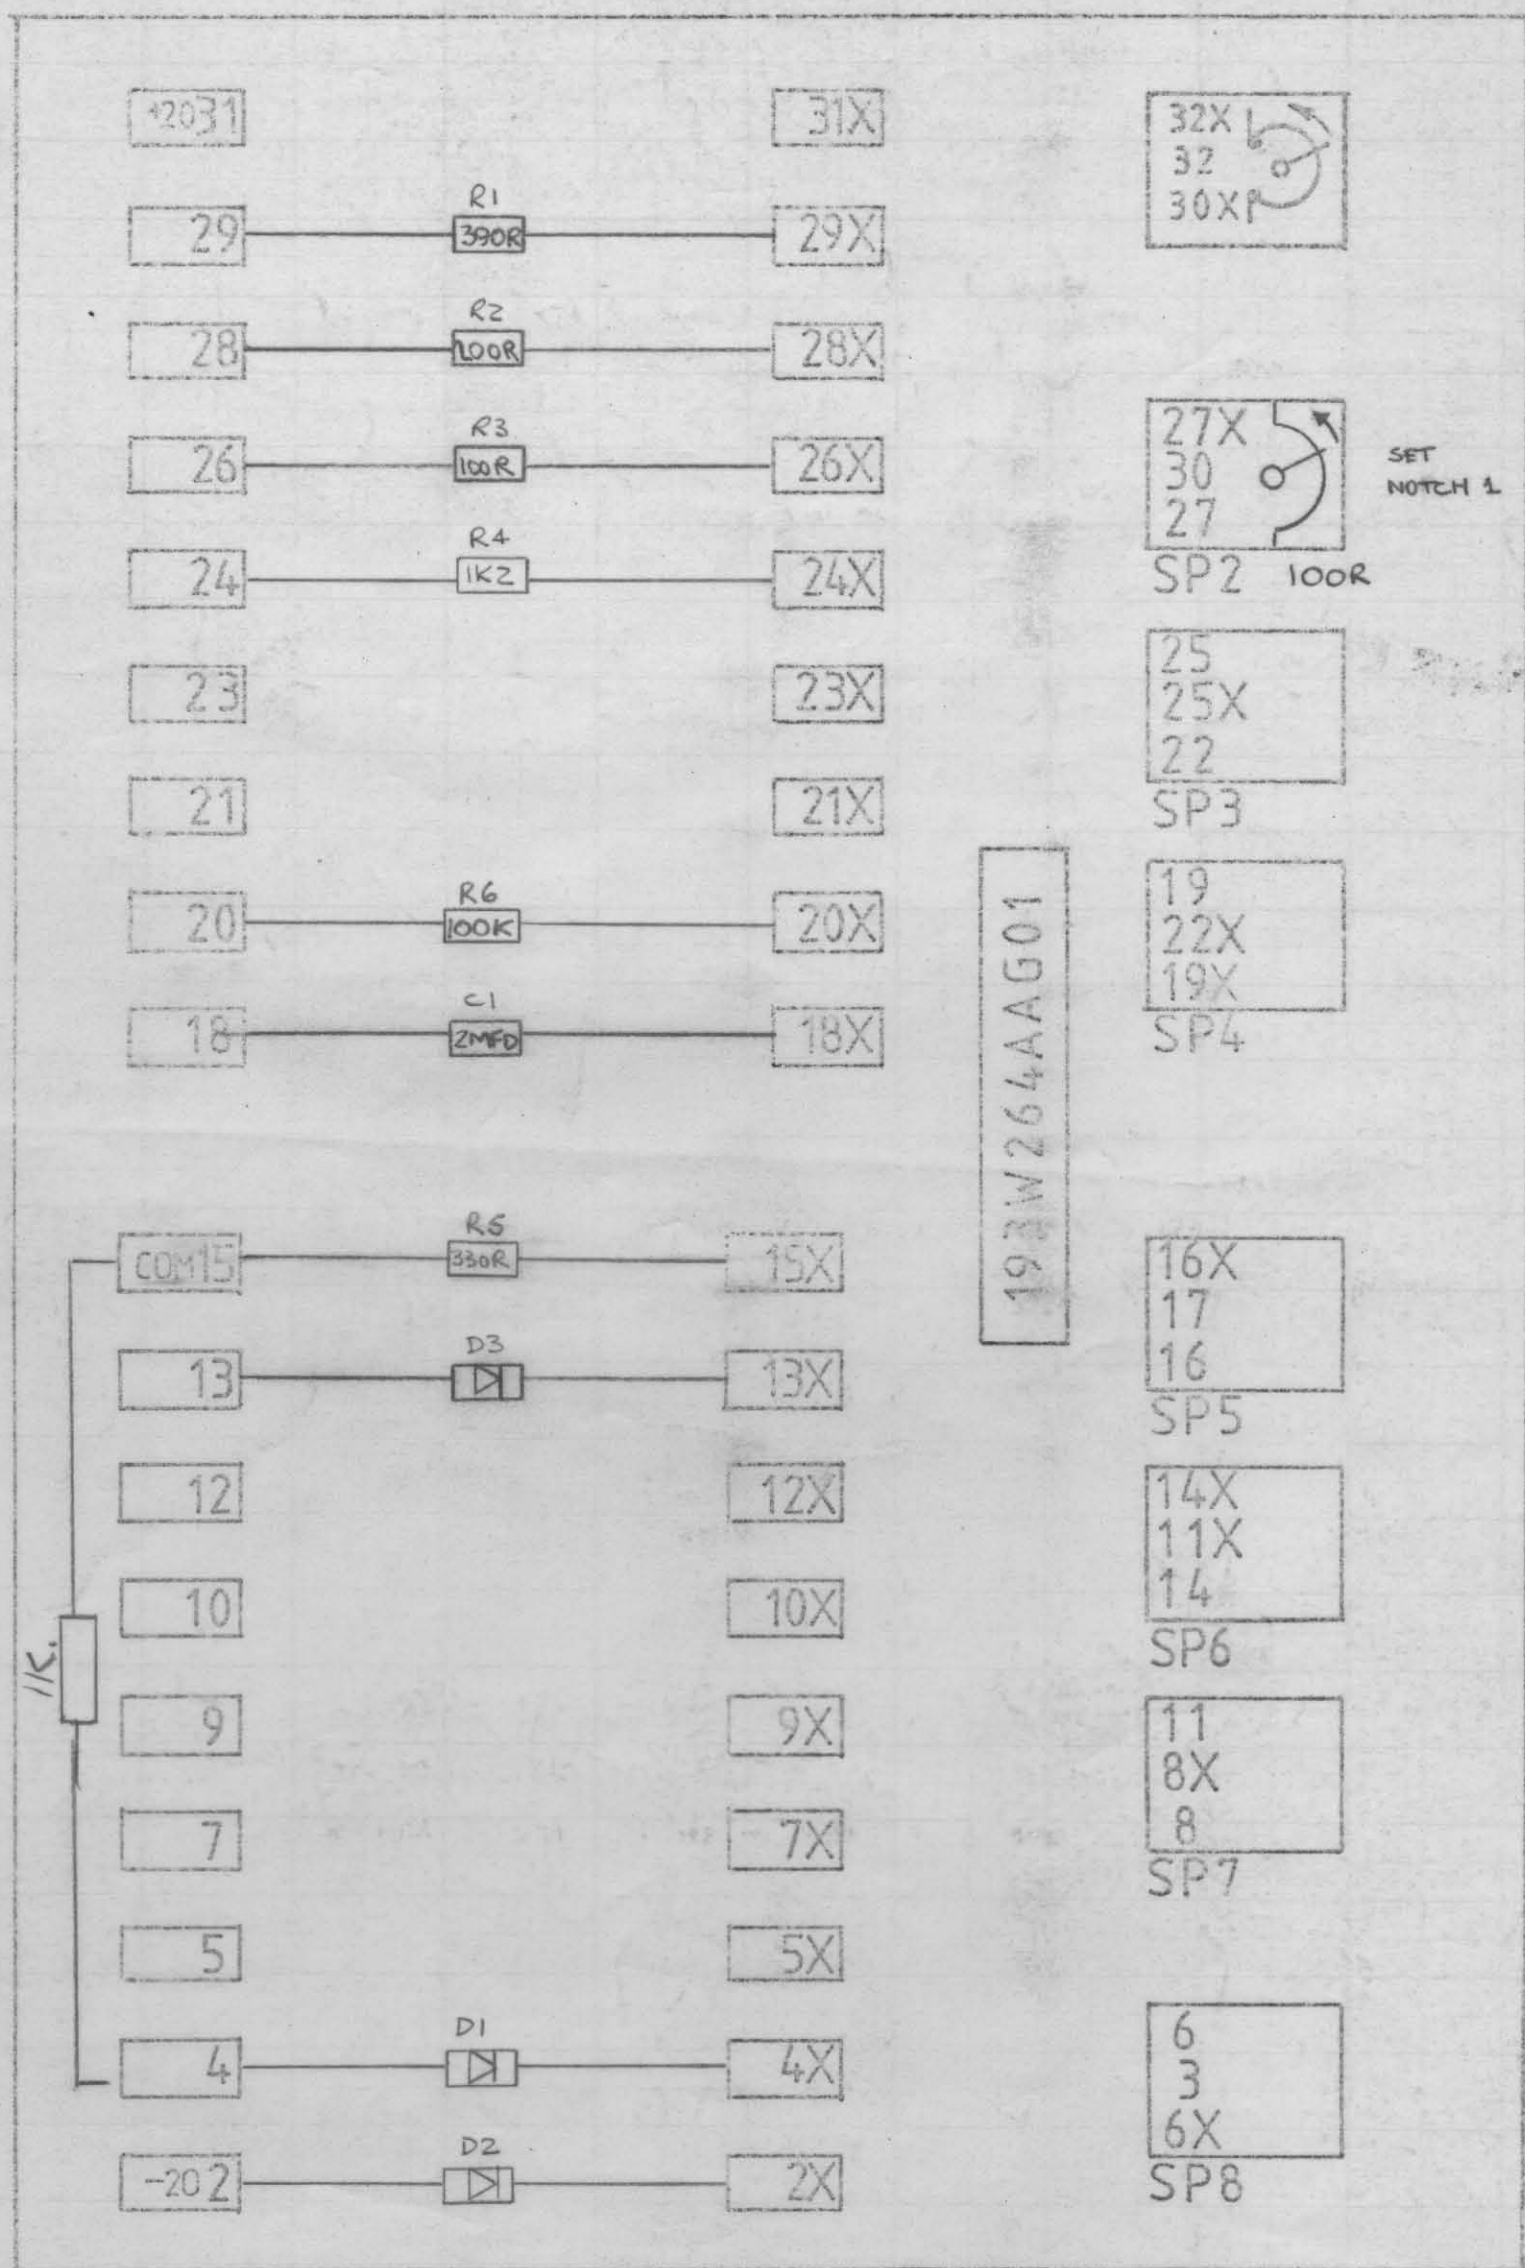 +20 31
31X
R1
29
390R
29X
R2
28
200R
28X
R3
26
100R
26X
R4
24
1K2
24X
23
23X
21
21X
R6
20
100K
20X
C1
18
2MFD
18X
R5
COM 15
330R
15X
D3
13
13X
12
12X
10
10X
1K.
9
9X
7
7X
5
5X
D1
4
4X
D2
-20 2
2X
193W264AAG01
32X
32
30X
27X
30
27
SP2 100R
SET
NOTCH 1
25
25X
22
SP3
19
22X
19X
SP4
16X
17
16
SP5
14X
11X
14
SP6
11
8X
8
SP7
6
3
6X
SP8